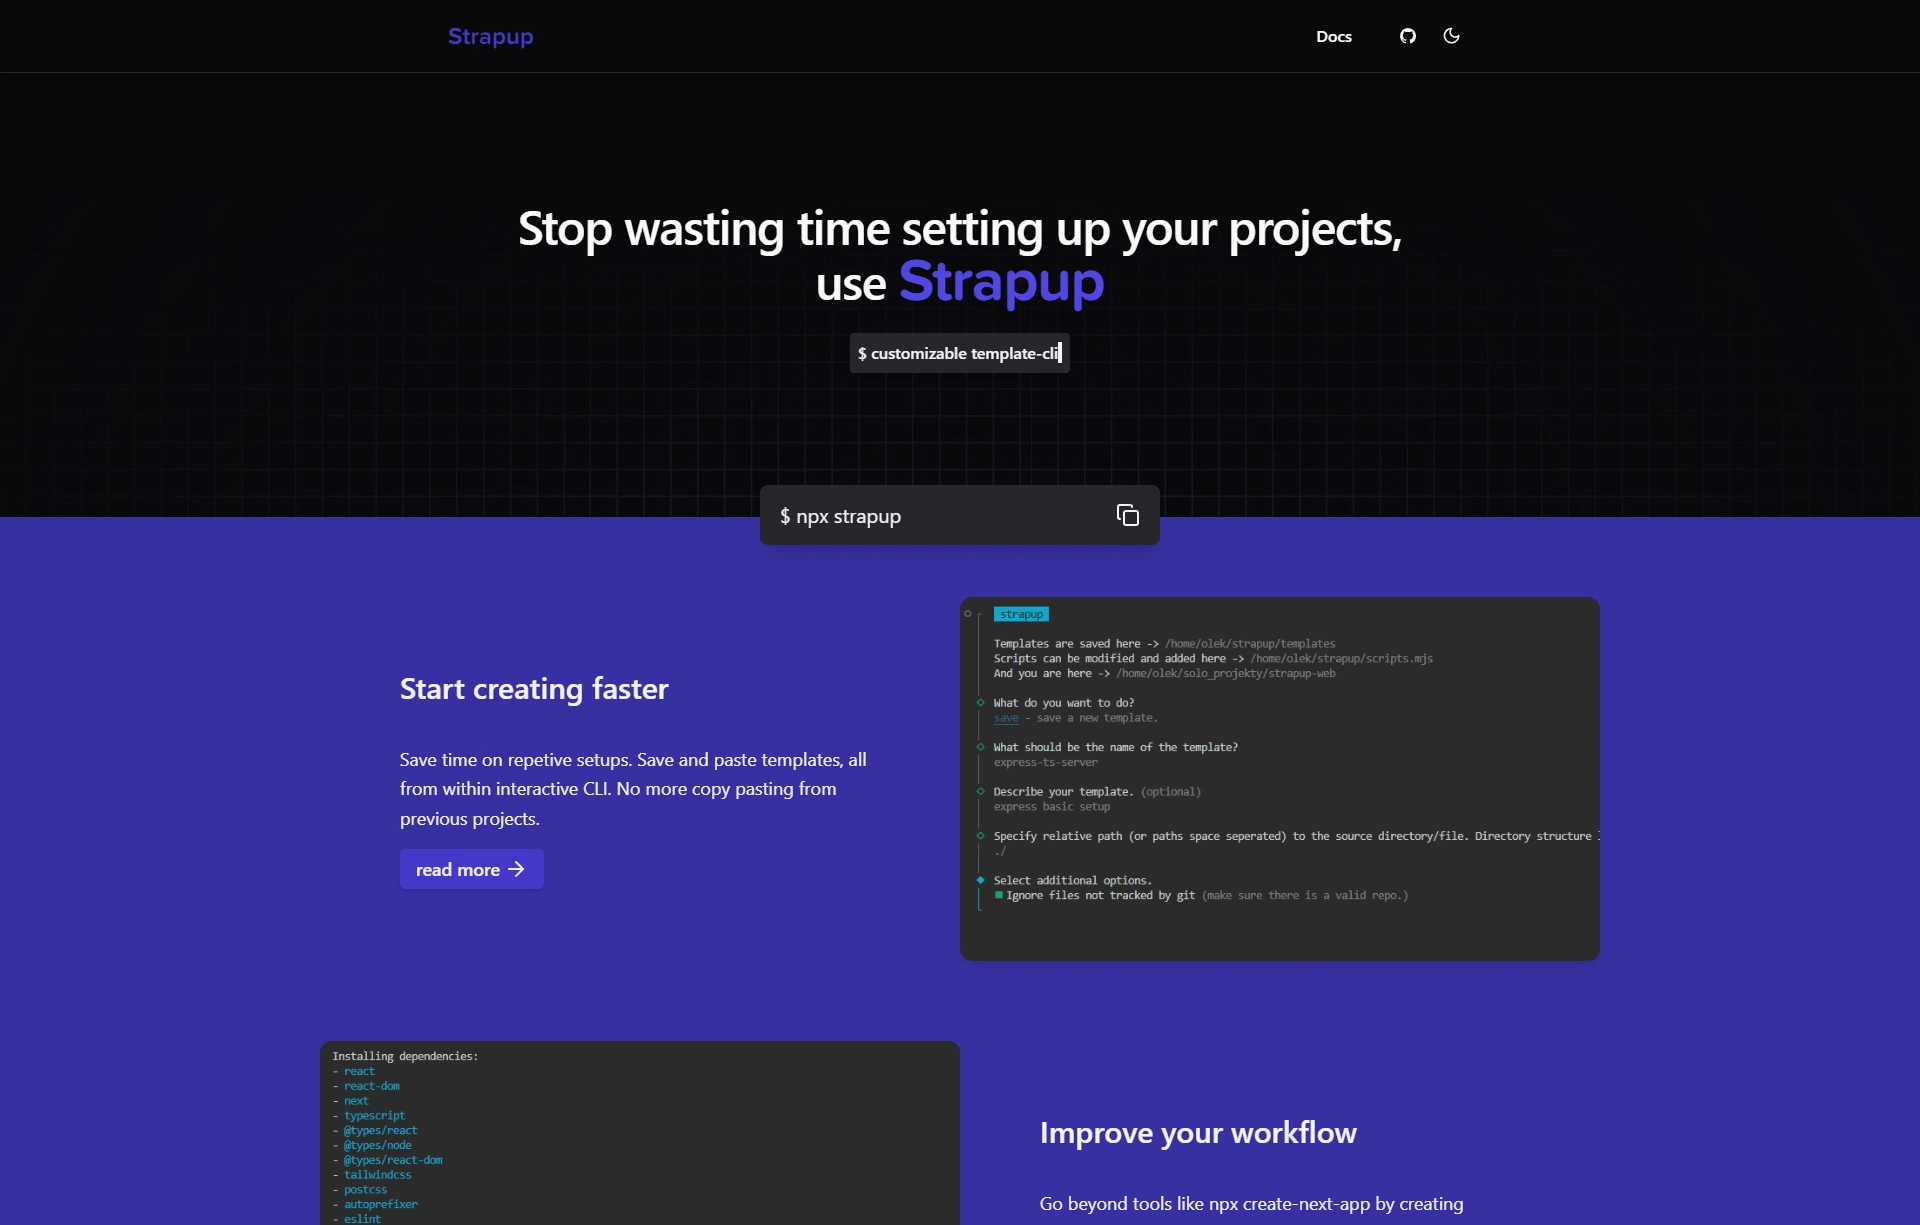 Strapup
Docs
Stop wasting time setting up your projects,
use Strapup
$ customizable template-cli
$ npx strapup
Start creating faster
Save time on repetive setups. Save and paste templates, all
from within interactive CLI. No more copy pasting from
previous projects.
read more →
strapup
Templates are saved here -> /home/olek/strapup/templates
Scripts can be modified and added here -> /home/olek/strapup/scripts.mjs
And you are here -> /home/olek/solo_projekty/strapup-web
What do you want to do?
save - save a new template.
What should be the name of the template?
express-ts-server
Describe your template. (optional)
express basic setup
Specify relative path (or paths space seperated) to the source directory/file. Directory structure
./
Select additional options.
Ignore files not tracked by git (make sure there is a valid repo.)
Installing dependencies:
- react
- react-dom
- next
- typescript
- @types/react
- @types/node
- @types/react-dom
- tailwindcss
- postcss
- autoprefixer
- eslint
Improve your workflow
Go beyond tools like npx create-next-app by creating